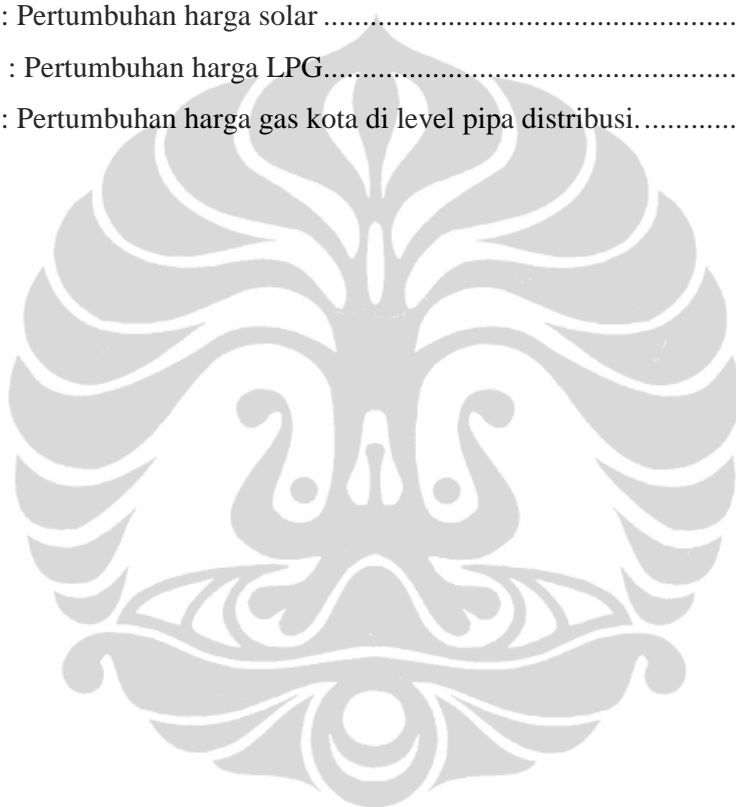 : Pertumbuhan harga solar ..............................................
: Pertumbuhan harga LPG..............................................
: Pertumbuhan harga gas kota di level pipa distribusi.............